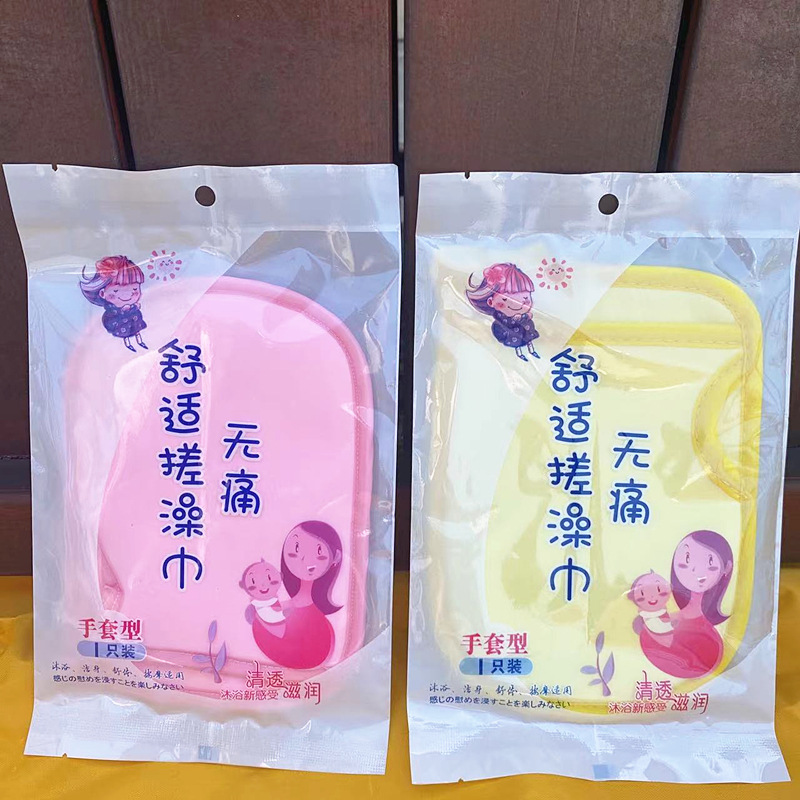 舒适搓澡巾
无痛
手套型
1只装
沐浴、洁身、舒体、按摩适用
感じの慰めを浸すことを楽しみなさい
清透
沐浴新感受
滋润
舒适搓澡巾
无痛
手套型
1只装
沐浴、洁身、舒体、按摩适用
感じの慰めを浸すことを楽しみなさい
清透
沐浴新感受
滋润